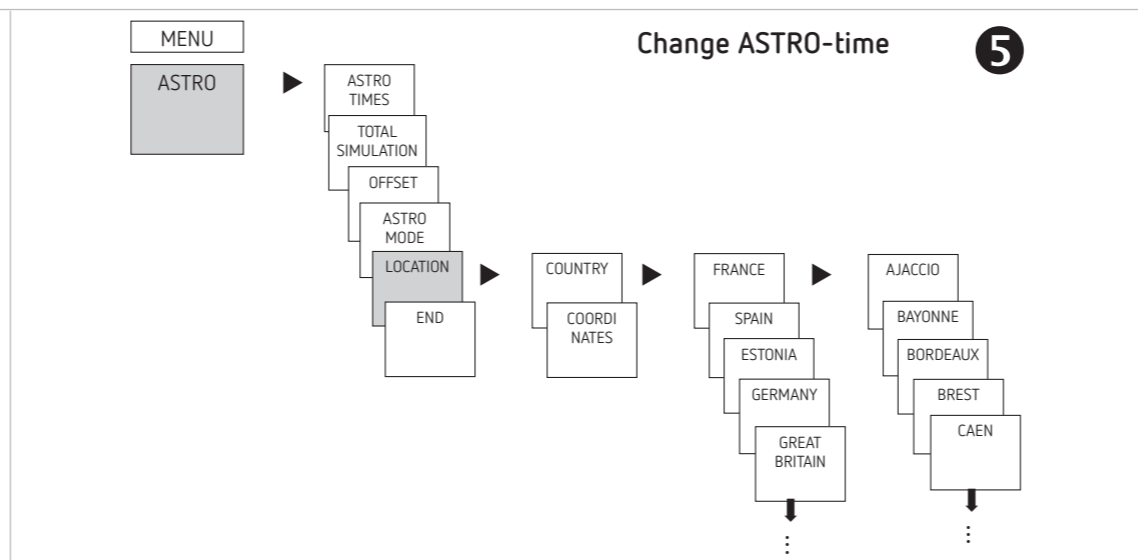 MENU
Change ASTRO-time
5
ASTRO
ASTRO
TIMES
TOTAL
SIMULATION
OFFSET
ASTRO
MODE
LOCATION
END
COUNTRY
COORDI
NATES
FRANCE
SPAIN
ESTONIA
GERMANY
GREAT
BRITAIN
⋮
AJACCIO
BAYONNE
BORDEAUX
BREST
CAEN
⋮